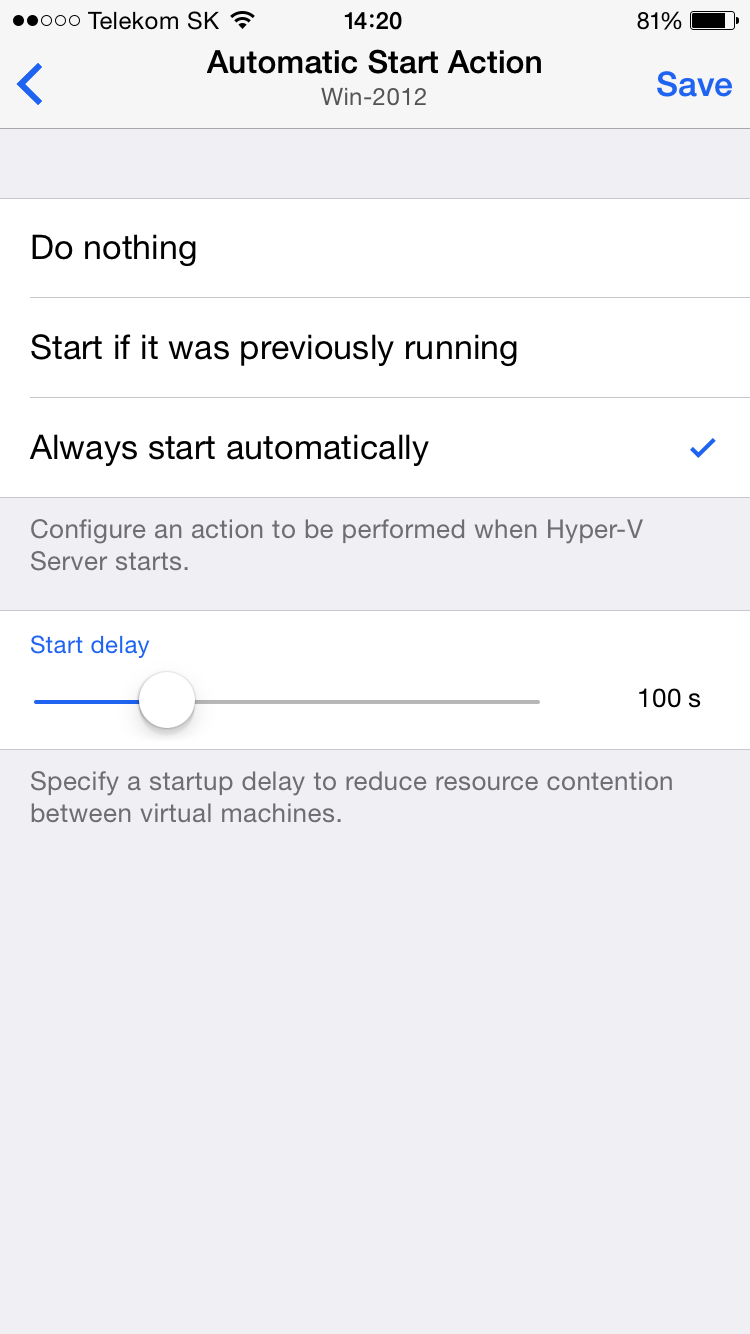 Telekom SK 14:20 81%
Automatic Start Action
Win-2012
Save
Do nothing
Start if it was previously running
Always start automatically
Configure an action to be performed when Hyper-V
Server starts.
Start delay
100 s
Specify a startup delay to reduce resource contention
between virtual machines.